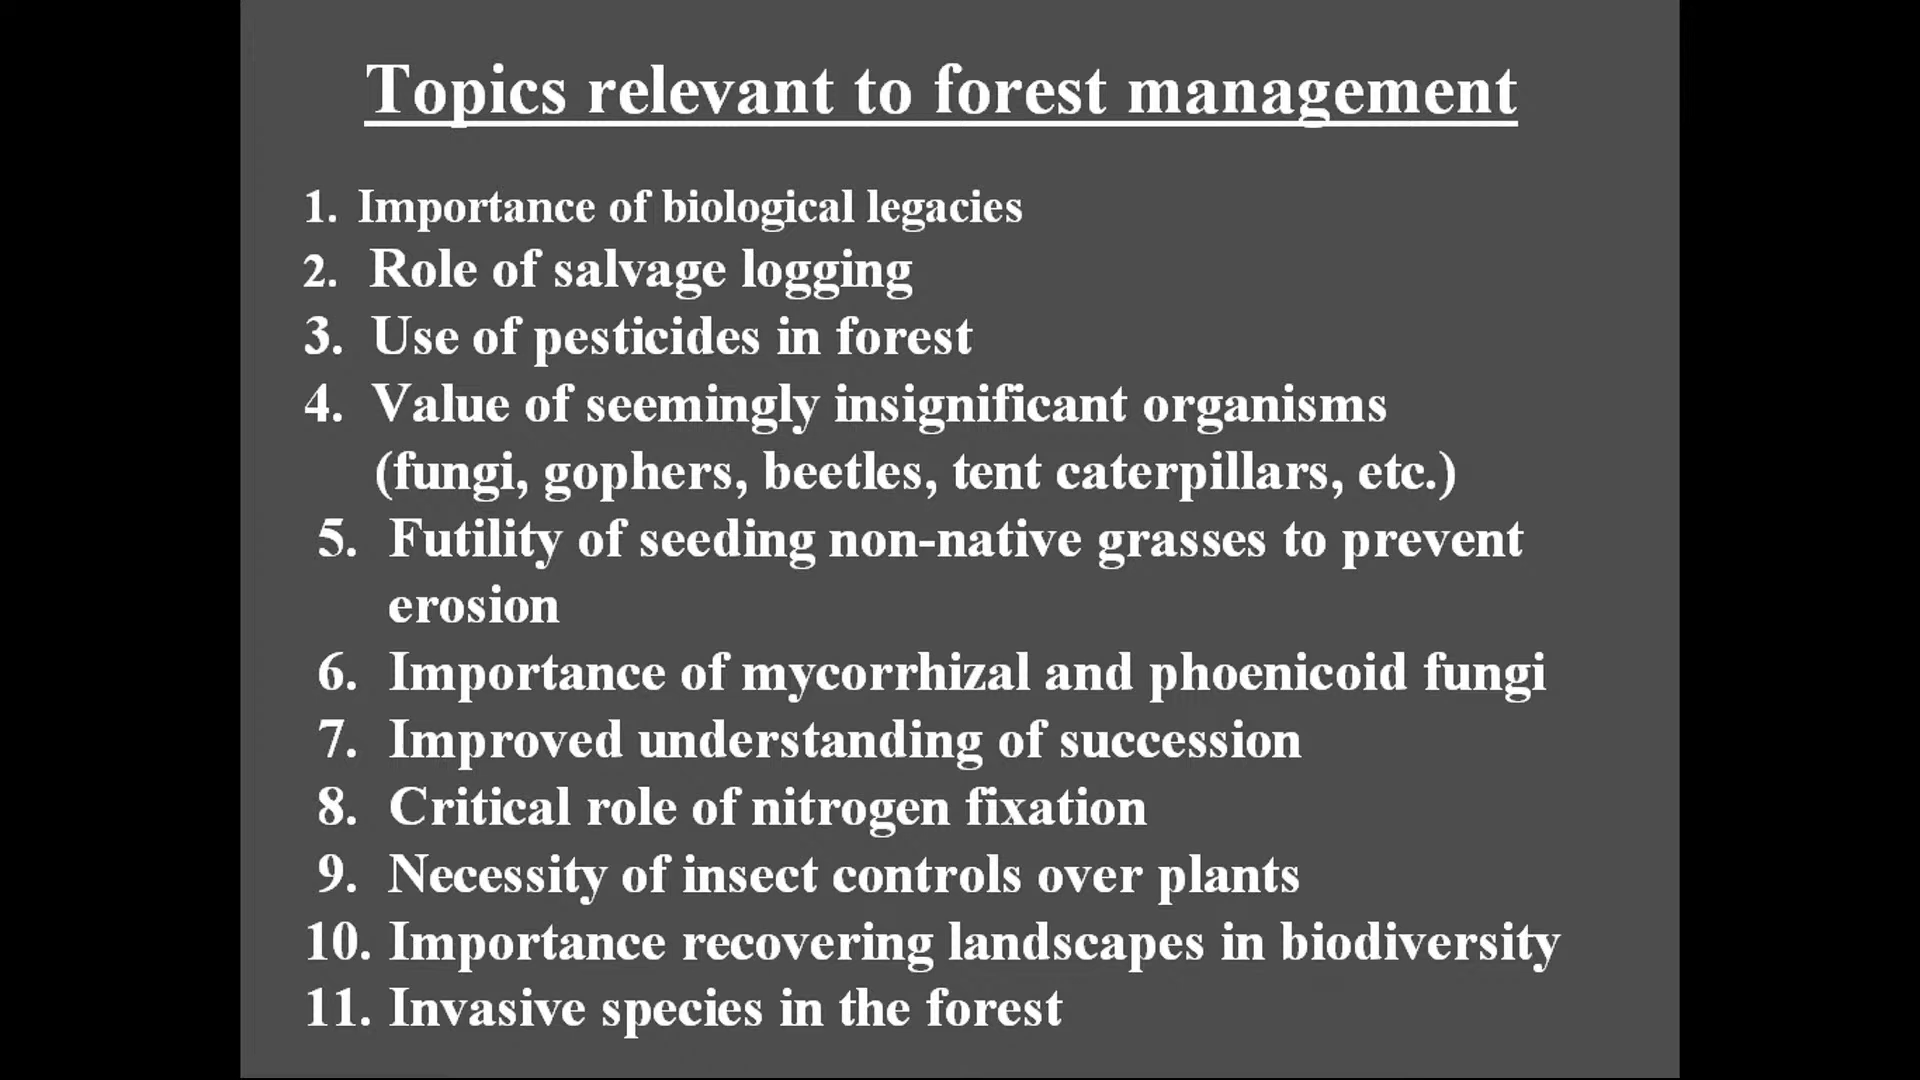 Topics relevant to forest management
1. Importance of biological legacies
2. Role of salvage logging
3. Use of pesticides in forest
4. Value of seemingly insignificant organisms
(fungi, gophers, beetles, tent caterpillars, etc.)
5. Futility of seeding non-native grasses to prevent
erosion
6. Importance of mycorrhizal and phoenicoid fungi
7. Improved understanding of succession
8. Critical role of nitrogen fixation
9. Necessity of insect controls over plants
10. Importance recovering landscapes in biodiversity
11. Invasive species in the forest